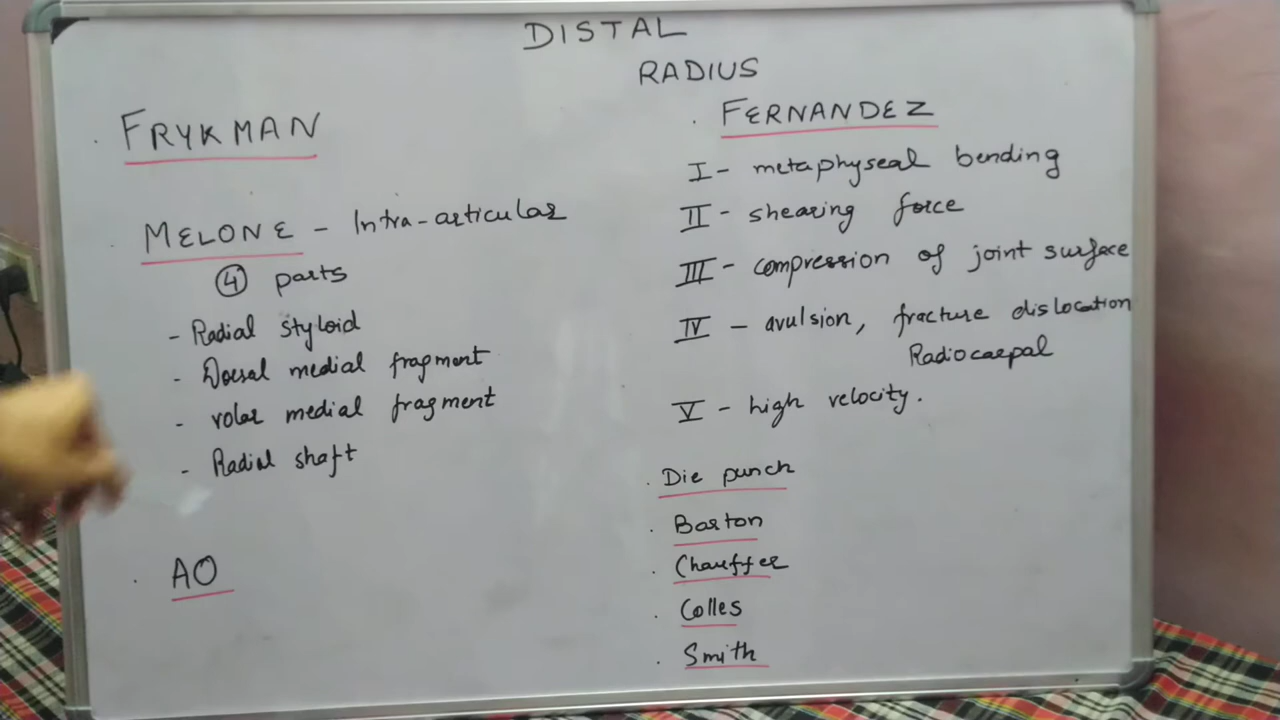 DISTAL
RADIUS
FRYKMAN
MELONE - Intra-articular
④ parts
- Radial styloid
- Dorsal medial fragment
- volar medial fragment
- Radial shaft
AO
FERNANDEZ
I - metaphyseal bending
II - shearing force
III - compression of joint surface
IV - avulsion, fracture dislocation
Radiocarpal
V - high velocity.
Die punch
Barton
Chauffer
Colles
Smith